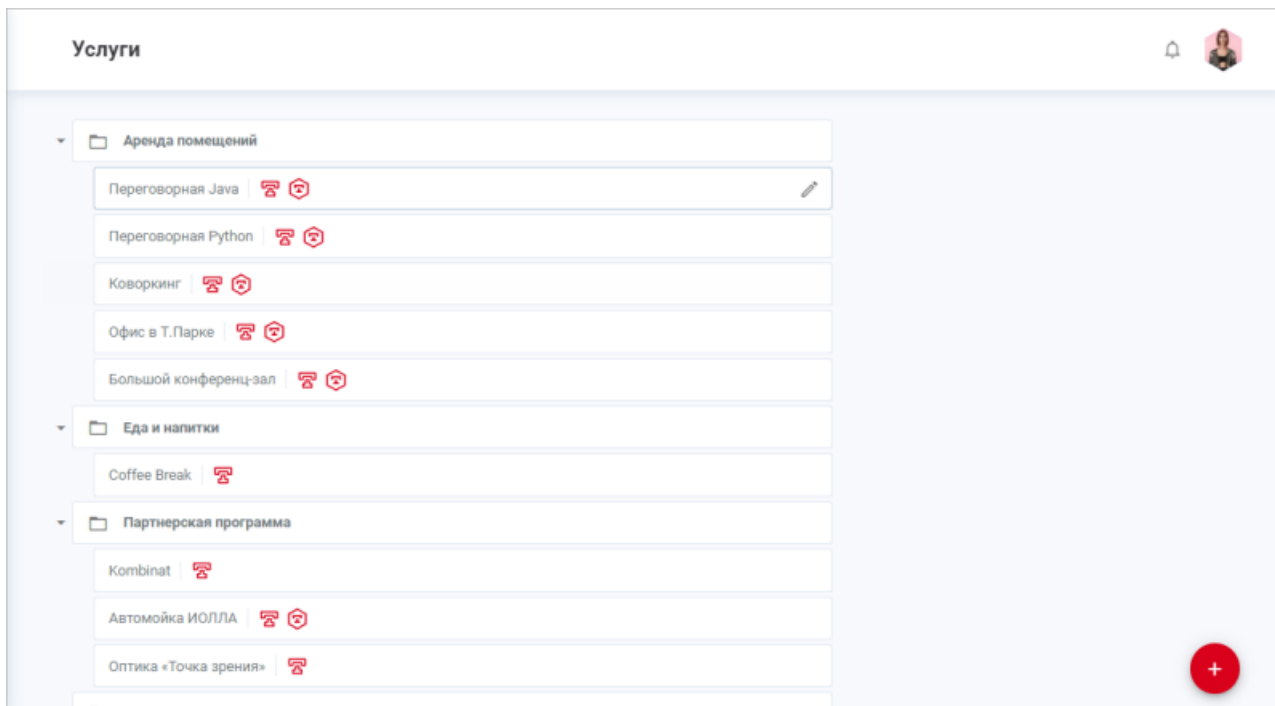 Услуги
Аренда помещений
Переговорная Java
Переговорная Python
Коворкинг
Офис в Т.Парке
Большой конференц-зал
Еда и напитки
Coffee Break
Партнерская программа
Kombinat
Автомойка ИОЛЛА
Оптика «Точка зрения»